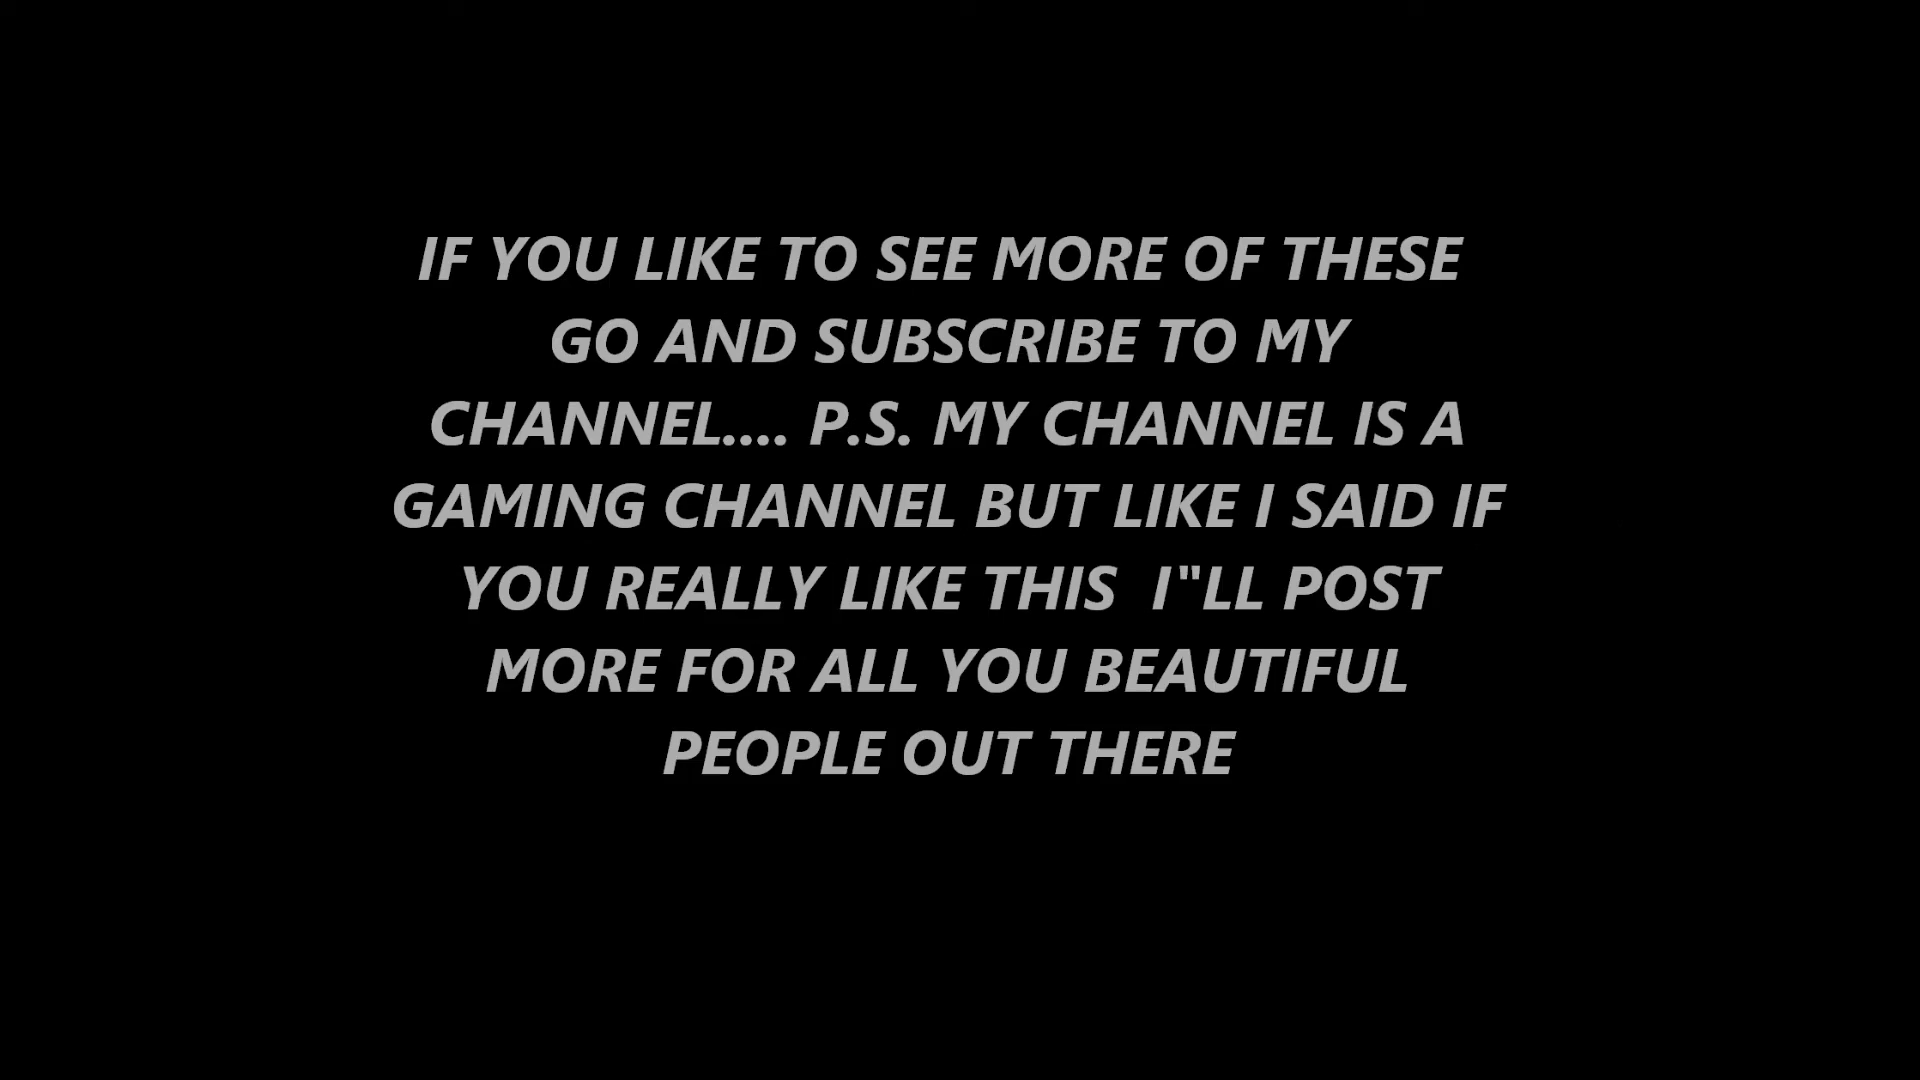 IF YOU LIKE TO SEE MORE OF THESE
GO AND SUBSCRIBE TO MY
CHANNEL.... P.S. MY CHANNEL IS A
GAMING CHANNEL BUT LIKE I SAID IF
YOU REALLY LIKE THIS  I"LL POST
MORE FOR ALL YOU BEAUTIFUL
PEOPLE OUT THERE